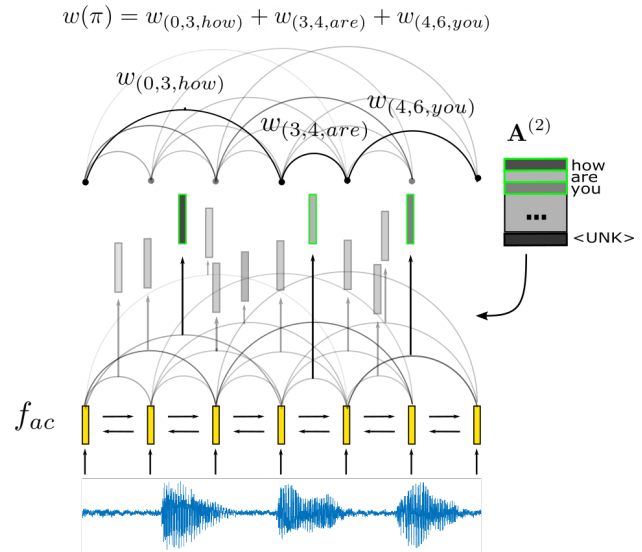 w(π) = w_{(0,3,how)} + w_{(3,4,are)} + w_{(4,6,you)}
w_{(0,3,how)}
w_{(3,4,are)}
w_{(4,6,you)}
A^{(2)}
how
are
you
...
<UNK>
f_{ac}